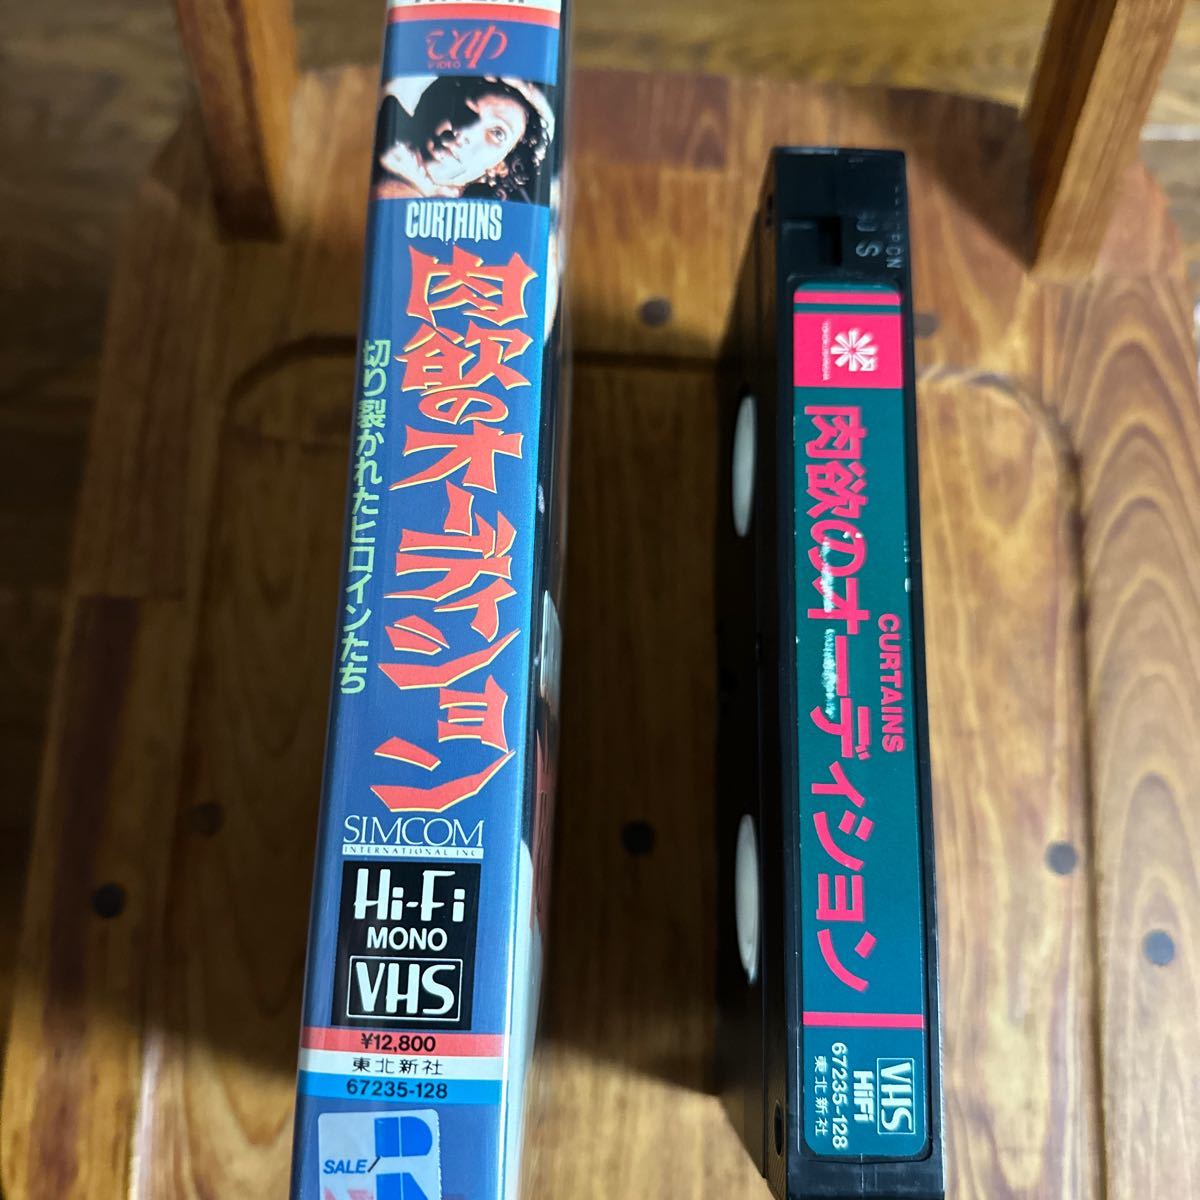 vap
VIDEO
CURTAINS
肉欲のオーディション
切り裂かれたヒロインたち
SIMCOM
INTERNATIONAL INC
Hi-Fi
MONO
VHS
¥12,800
東北新社
67235-128
SALE/
肉欲のオーディション
CURTAINS
67235-128
HiFi
VHS
東北新社